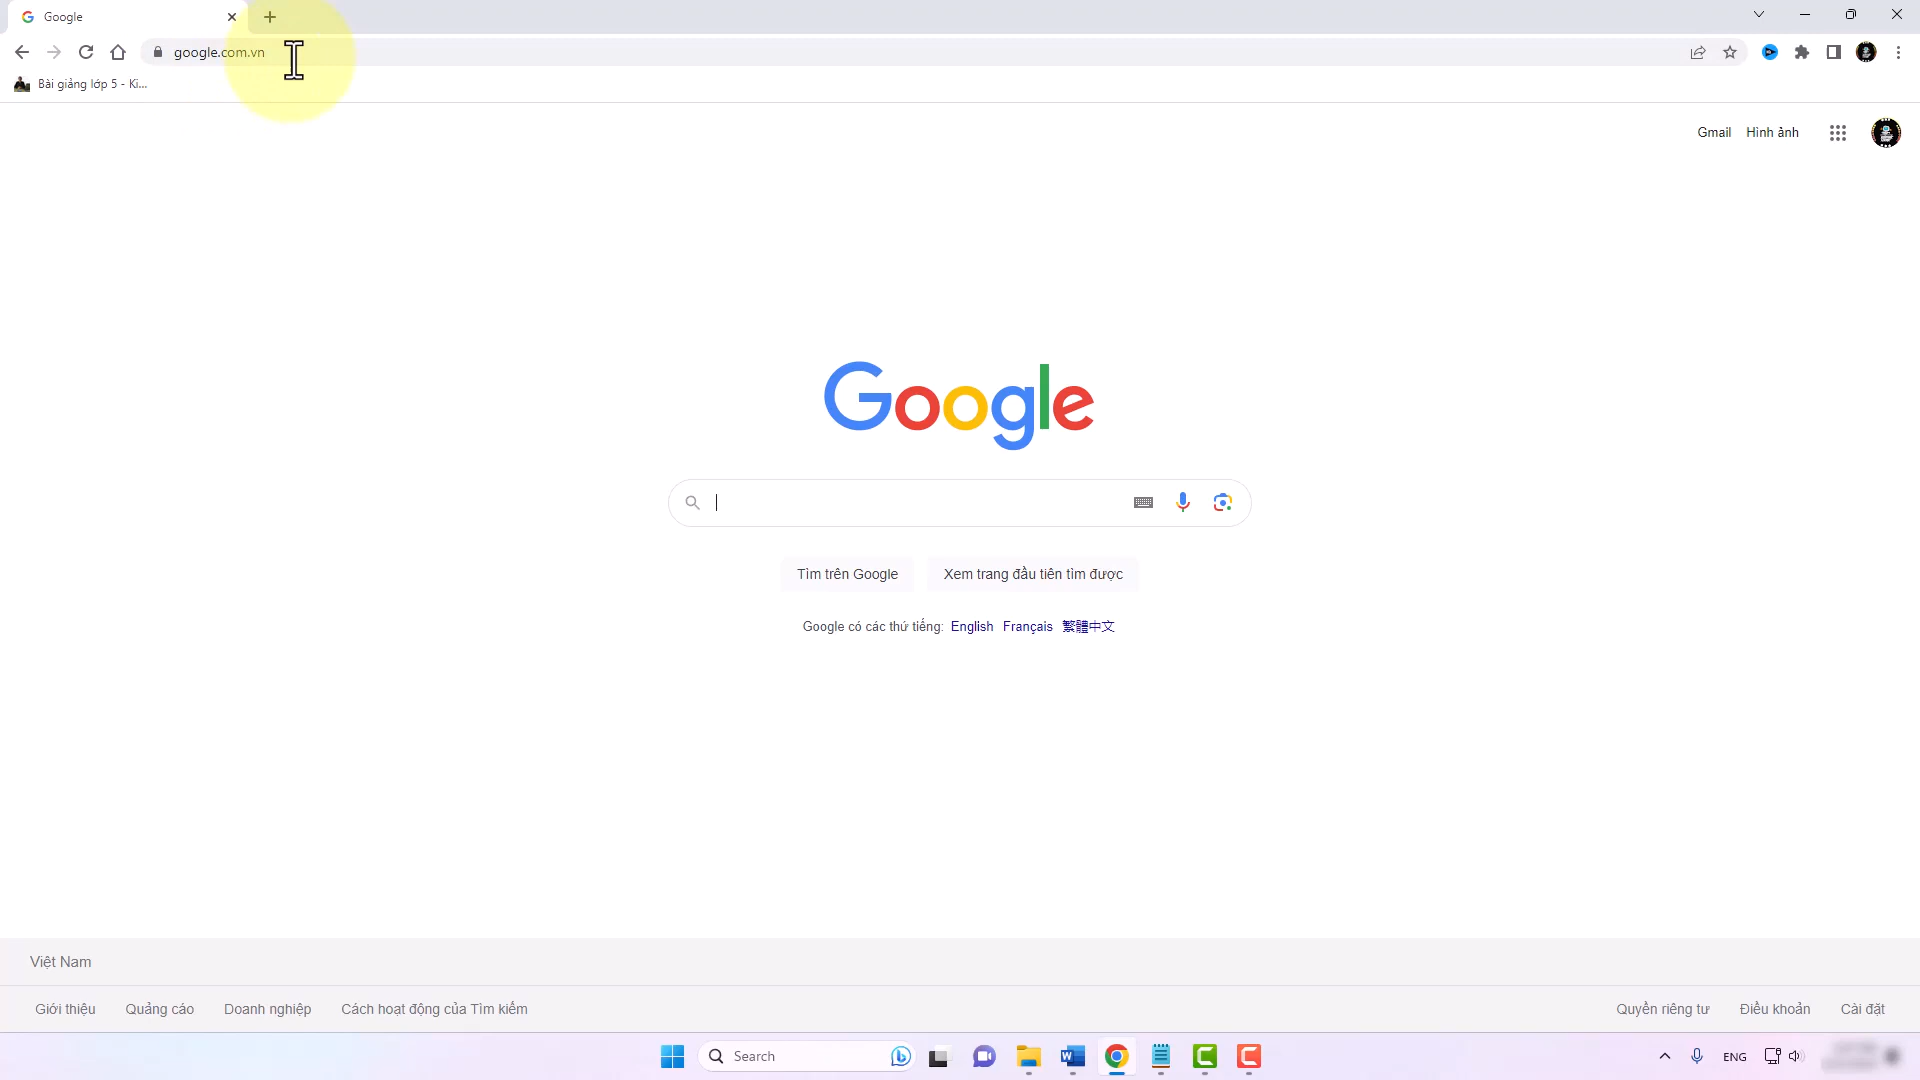 Google
google.com.vn
Bài giảng lớp 5 - Ki...
Gmail Hình ảnh
Google
Tìm trên Google Xem trang đầu tiên tìm được
Google có các thứ tiếng: English Français 繁體中文
Việt Nam
Giới thiệu Quảng cáo Doanh nghiệp Cách hoạt động của Tìm kiếm Quyền riêng tư Điều khoản Cài đặt
Search ENG